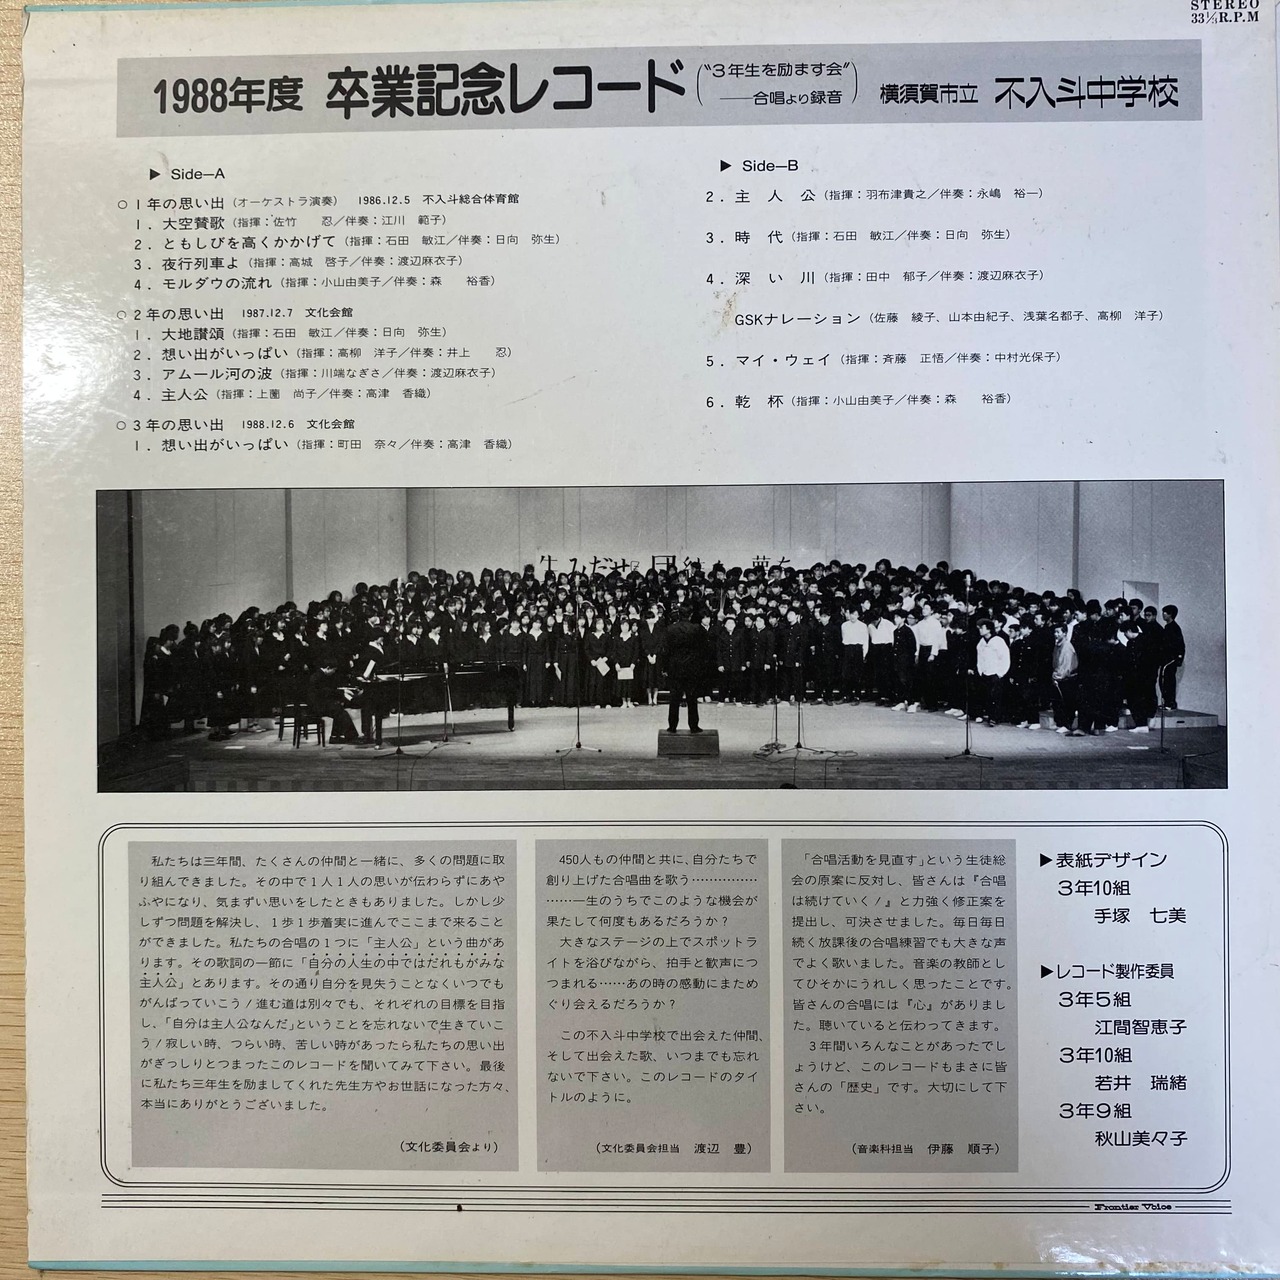 STEREO
33⅓R.P.M
1988年度 卒業記念レコード(“3年生を励ます会”――合唱より録音) 横須賀市立 不入斗中学校
▶ Side―A
○1年の思い出(オーケストラ演奏) 1986.12.5 不入斗総合体育館
1.大空賛歌(指揮:佐竹 忍/伴奏:江川 範子)
2.ともしびを高くかかげて(指揮:石田 敏江/伴奏:日向 弥生)
3.夜行列車よ(指揮:高城 啓子/伴奏:渡辺麻衣子)
4.モルダウの流れ(指揮:小山由美子/伴奏:森 裕香)
○2年の思い出 1987.12.7 文化会館
1.大地讃頌(指揮:石田 敏江/伴奏:日向 弥生)
2.想い出がいっぱい(指揮:高柳 洋子/伴奏:井上 忍)
3.アムール河の波(指揮:川端なぎさ/伴奏:渡辺麻衣子)
4.主人公(指揮:上薗 尚子/伴奏:高津 香織)
○3年の思い出 1988.12.6 文化会館
1.想い出がいっぱい(指揮:町田 奈々/伴奏:高津 香織)
▶ Side―B
2.主人公(指揮:羽布津貴之/伴奏:永嶋 裕一)
3.時代(指揮:石田 敏江/伴奏:日向 弥生)
4.深い川(指揮:田中 郁子/伴奏:渡辺麻衣子)
GSKナレーション(佐藤 綾子、山本由紀子、浅葉名都子、高柳 洋子)
5.マイ・ウェイ(指揮:斉藤 正悟/伴奏:中村光保子)
6.乾杯(指揮:小山由美子/伴奏:森 裕香)
生みだせ 団結 夢を
私たちは三年間、たくさんの仲間と一緒に、多くの問題に取
り組んできました。その中で1人1人の思いが伝わらずにあや
ふやになり、気まずい思いをしたときもありました。しかし少
しずつ問題を解決し、1歩1歩着実に進んでここまで来ること
ができました。私たちの合唱の1つに「主人公」という曲があ
ります。その歌詞の一節に「自分の人生の中ではだれもがみな
主人公」とあります。その通り自分を見失うことなくいつでも
がんばっていこう!進む道は別々でも、それぞれの目標を目指
し、「自分は主人公なんだ」ということを忘れないで生きていこ
う!寂しい時、つらい時、苦しい時があったら私たちの思い出
がぎっしりとつまったこのレコードを聞いてみて下さい。最後
に私たち三年生を励ましてくれた先生方やお世話になった方々、
本当にありがとうございました。
(文化委員会より)
450人もの仲間と共に、自分たちで
創り上げた合唱曲を歌う……………
……一生のうちでこのような機会が
果たして何度もあるだろうか?
大きなステージの上でスポットラ
イトを浴びながら、拍手と歓声につ
つまれる……あの時の感動にまため
ぐり会えるだろうか?
この不入斗中学校で出会えた仲間、
そして出会えた歌、いつまでも忘れ
ないで下さい。このレコードのタイ
トルのように。
(文化委員会担当 渡辺 豊)
「合唱活動を見直す」という生徒総
会の原案に反対し、皆さんは『合唱
は続けていく!』と力強く修正案を
提出し、可決させました。毎日毎日
続く放課後の合唱練習でも大きな声
でよく歌いました。音楽の教師とし
てひそかにうれしく思ったことです。
皆さんの合唱には『心』がありまし
た。聴いていると伝わってきます。
3年間いろんなことがあったでし
ょうけど、このレコードもまさに皆
さんの「歴史」です。大切にして下
さい。
(音楽科担当 伊藤 順子)
▶表紙デザイン
3年10組
手塚 七美
▶レコード製作委員
3年5組
江間智恵子
3年10組
若井 瑞緒
3年9組
秋山美々子
Frontier Voice